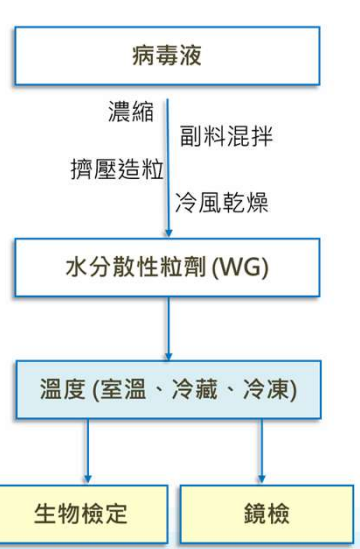 病毒液
濃縮
副料混拌
擠壓造粒
冷風乾燥
水分散性粒劑 (WG)
溫度 (室溫、冷藏、冷凍)
生物檢定
鏡檢